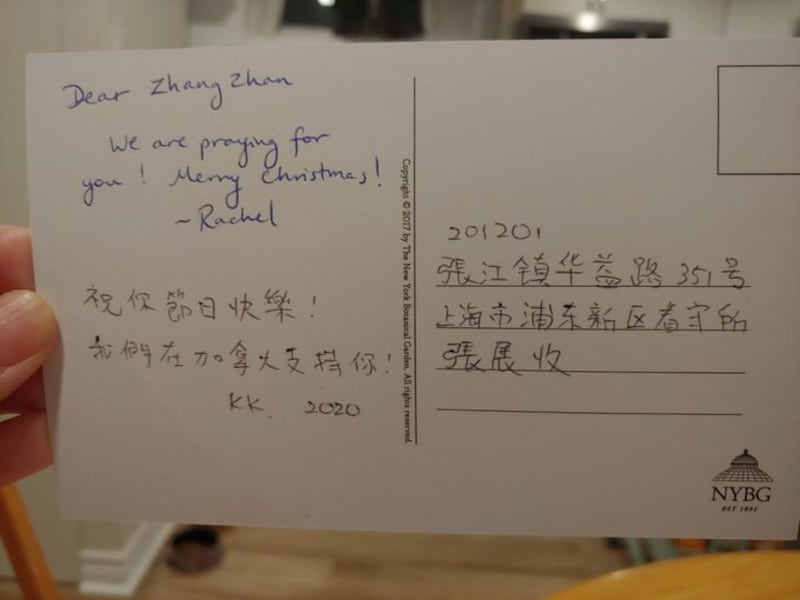 Dear Zhang Zhan
We are praying for
you! Merry Christmas!
~Rachel
祝你節日快樂!
我們在加拿大支持你!
KK. 2020
Copyright © 2017 by The New York Botanical Garden. All rights reserved.
201201
張江镇华益路351号
上海市浦东新区看守所
張展收
NYBG
EST 1891